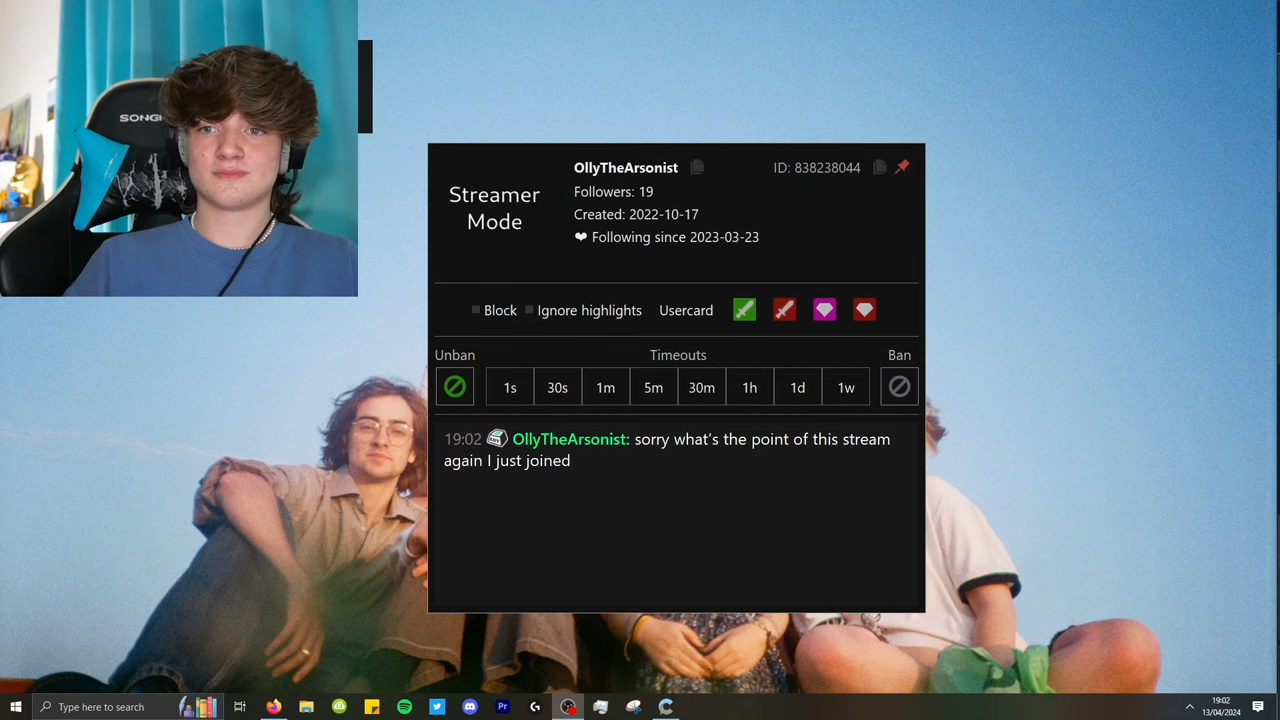 SONG
OllyTheArsonist
ID: 838238044
Streamer
Mode
Followers: 19
Created: 2022-10-17
❤ Following since 2023-03-23
Block
Ignore highlights
Usercard
Unban
Timeouts
Ban
1s
30s
1m
5m
30m
1h
1d
1w
19:02 OllyTheArsonist: sorry what's the point of this stream
again I just joined
Type here to search
Pr
19:02
13/04/2024